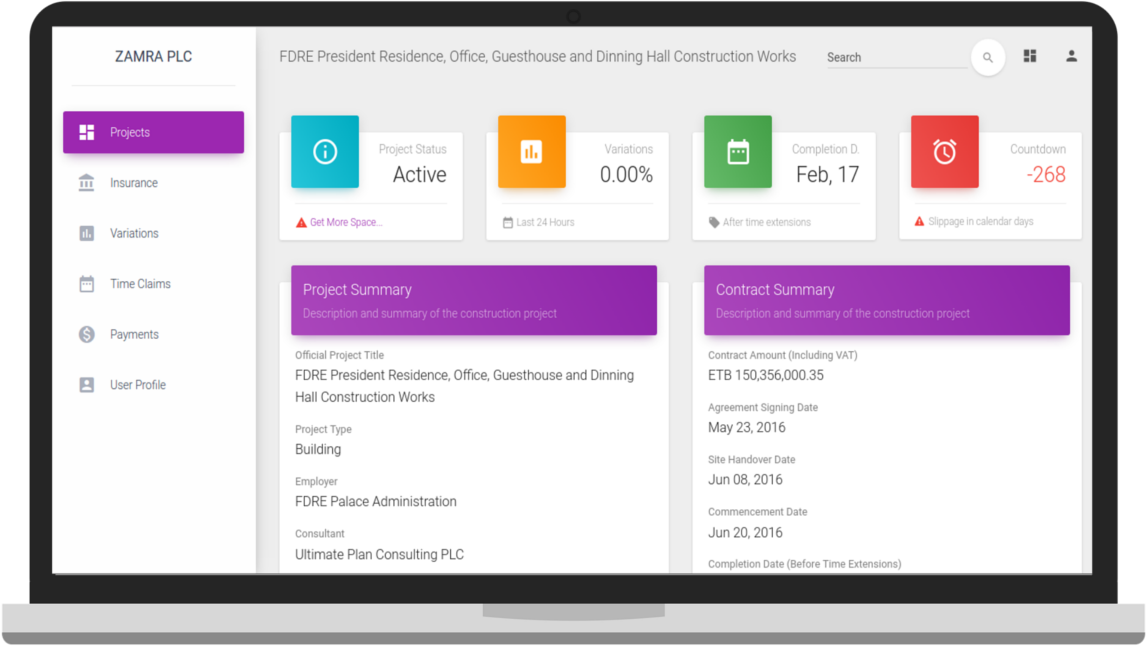 ZAMRA PLC
FDRE President Residence, Office, Guesthouse and Dinning Hall Construction Works
Search
Projects
Insurance
Variations
Time Claims
Payments
User Profile
Project Status
Active
Get More Space...
Variations
0.00%
Last 24 Hours
Completion D.
Feb, 17
After time extensions
Countdown
-268
Slippage in calendar days
Project Summary
Description and summary of the construction project
Official Project Title
FDRE President Residence, Office, Guesthouse and Dinning
Hall Construction Works
Project Type
Building
Employer
FDRE Palace Administration
Consultant
Ultimate Plan Consulting PLC
Contract Summary
Description and summary of the construction project
Contract Amount (Including VAT)
ETB 150,356,000.35
Agreement Signing Date
May 23, 2016
Site Handover Date
Jun 08, 2016
Commencement Date
Jun 20, 2016
Completion Date (Before Time Extensions)